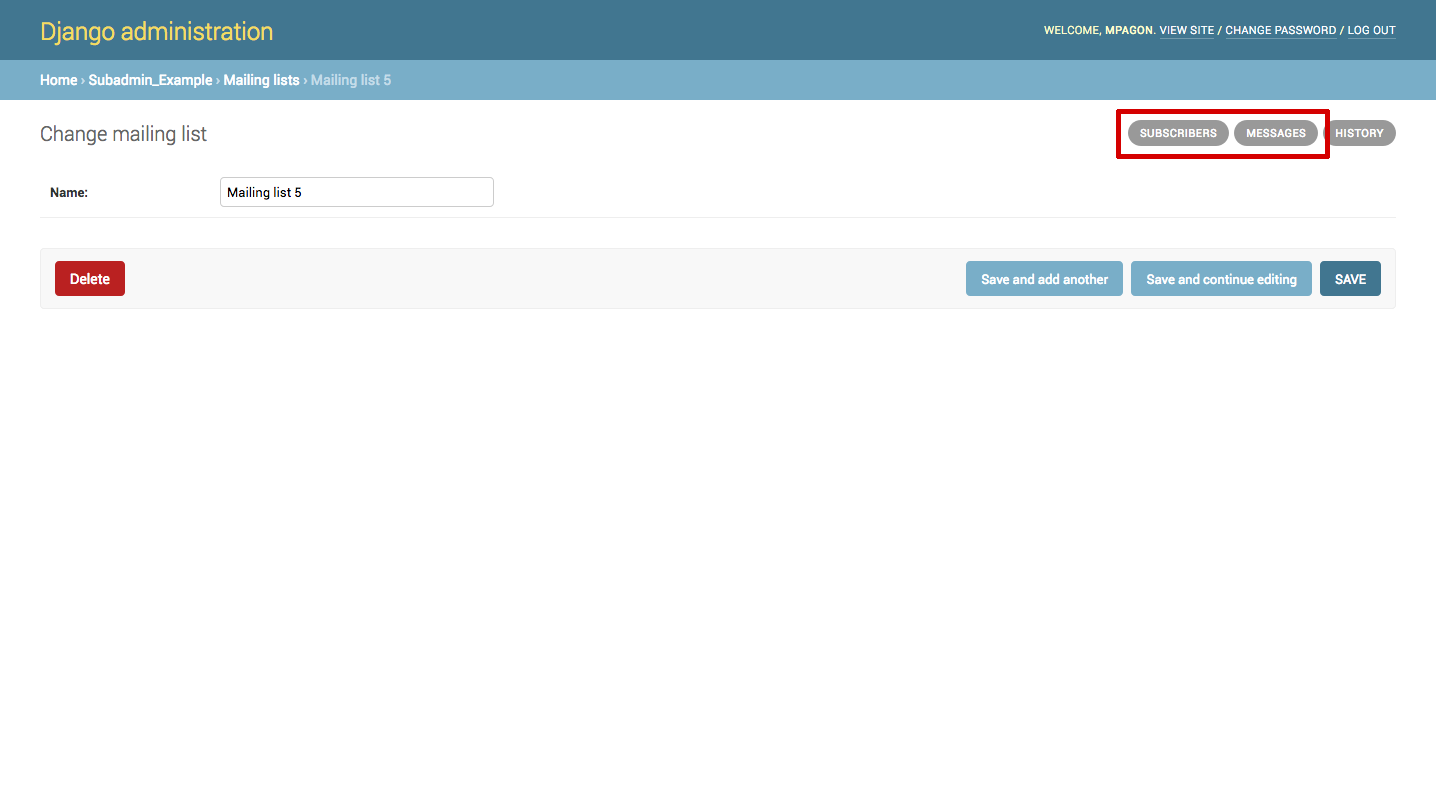 Django administration
WELCOME, MPAGON. VIEW SITE / CHANGE PASSWORD / LOG OUT
Home › Subadmin_Example › Mailing lists › Mailing list 5
Change mailing list
SUBSCRIBERS MESSAGES HISTORY
Name: Mailing list 5
Delete Save and add another Save and continue editing SAVE